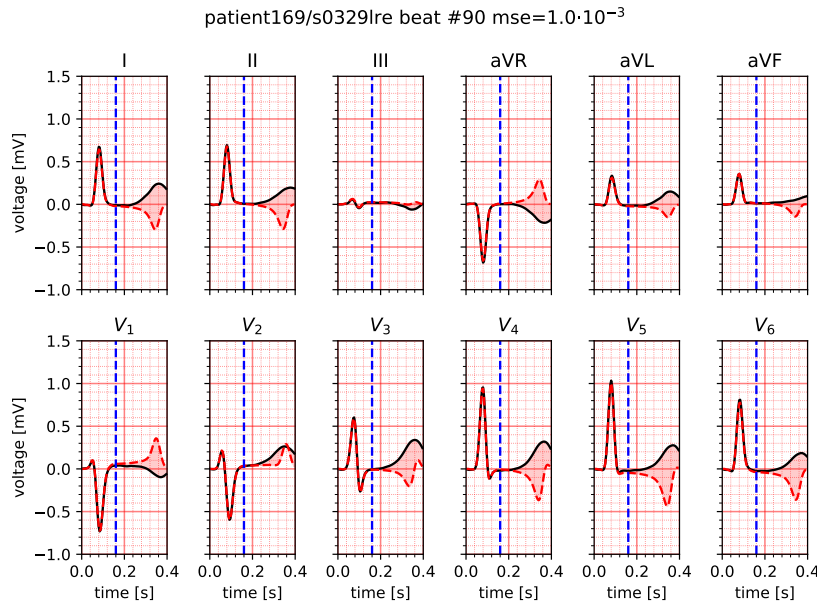 patient169/s0329lre beat #90 mse=1.0·10⁻³
I II III aVR aVL aVF
1.5
1.0
0.5
0.0
−0.5
−1.0
voltage [mV]
V₁ V₂ V₃ V₄ V₅ V₆
1.5
1.0
0.5
0.0
−0.5
−1.0
voltage [mV]
0.0 0.2 0.4 0.0 0.2 0.4 0.0 0.2 0.4 0.0 0.2 0.4 0.0 0.2 0.4 0.0 0.2 0.4
time [s] time [s] time [s] time [s] time [s] time [s]